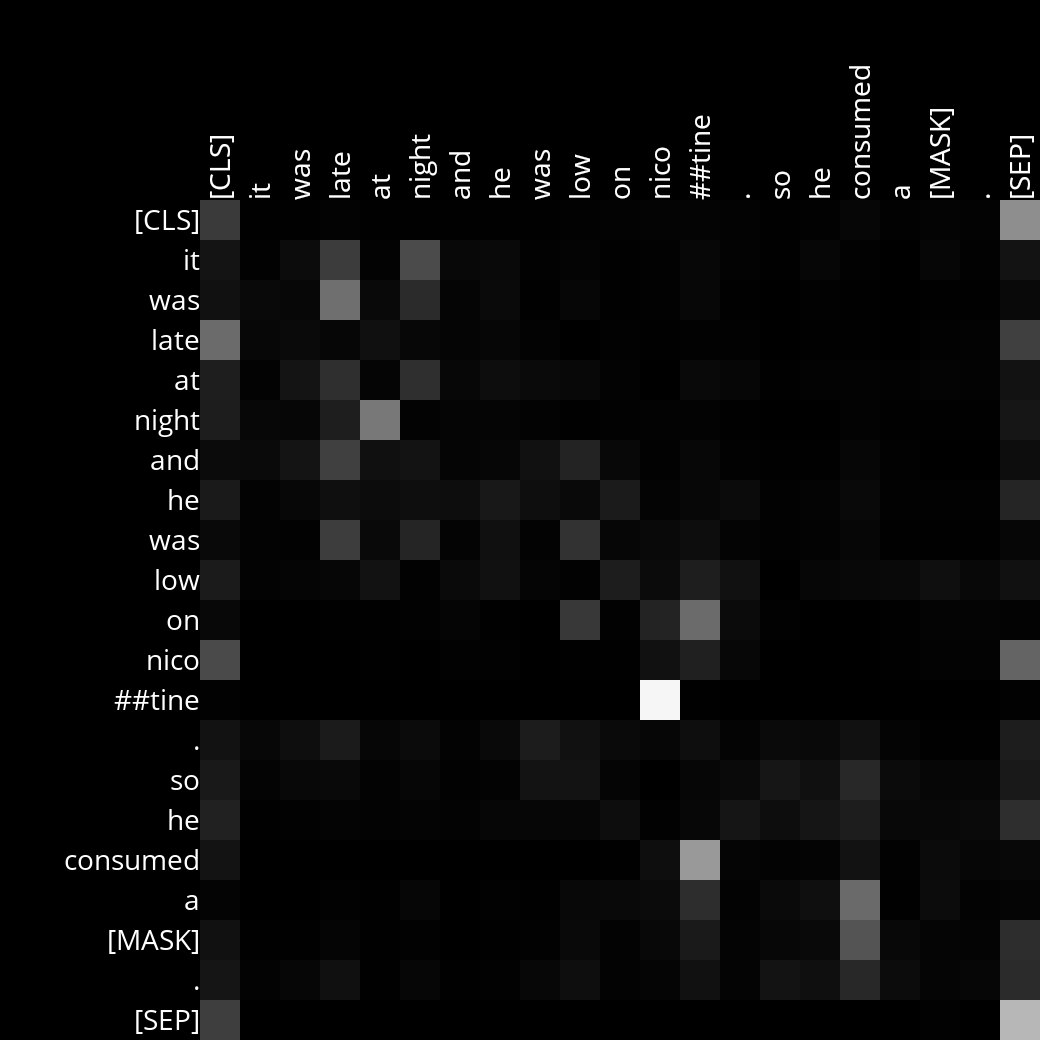 [CLS] it was late at night and he was low on nico ##tine . so he consumed a [MASK] . [SEP]
[CLS]
it
was
late
at
night
and
he
was
low
on
nico
##tine
.
so
he
consumed
a
[MASK]
.
[SEP]